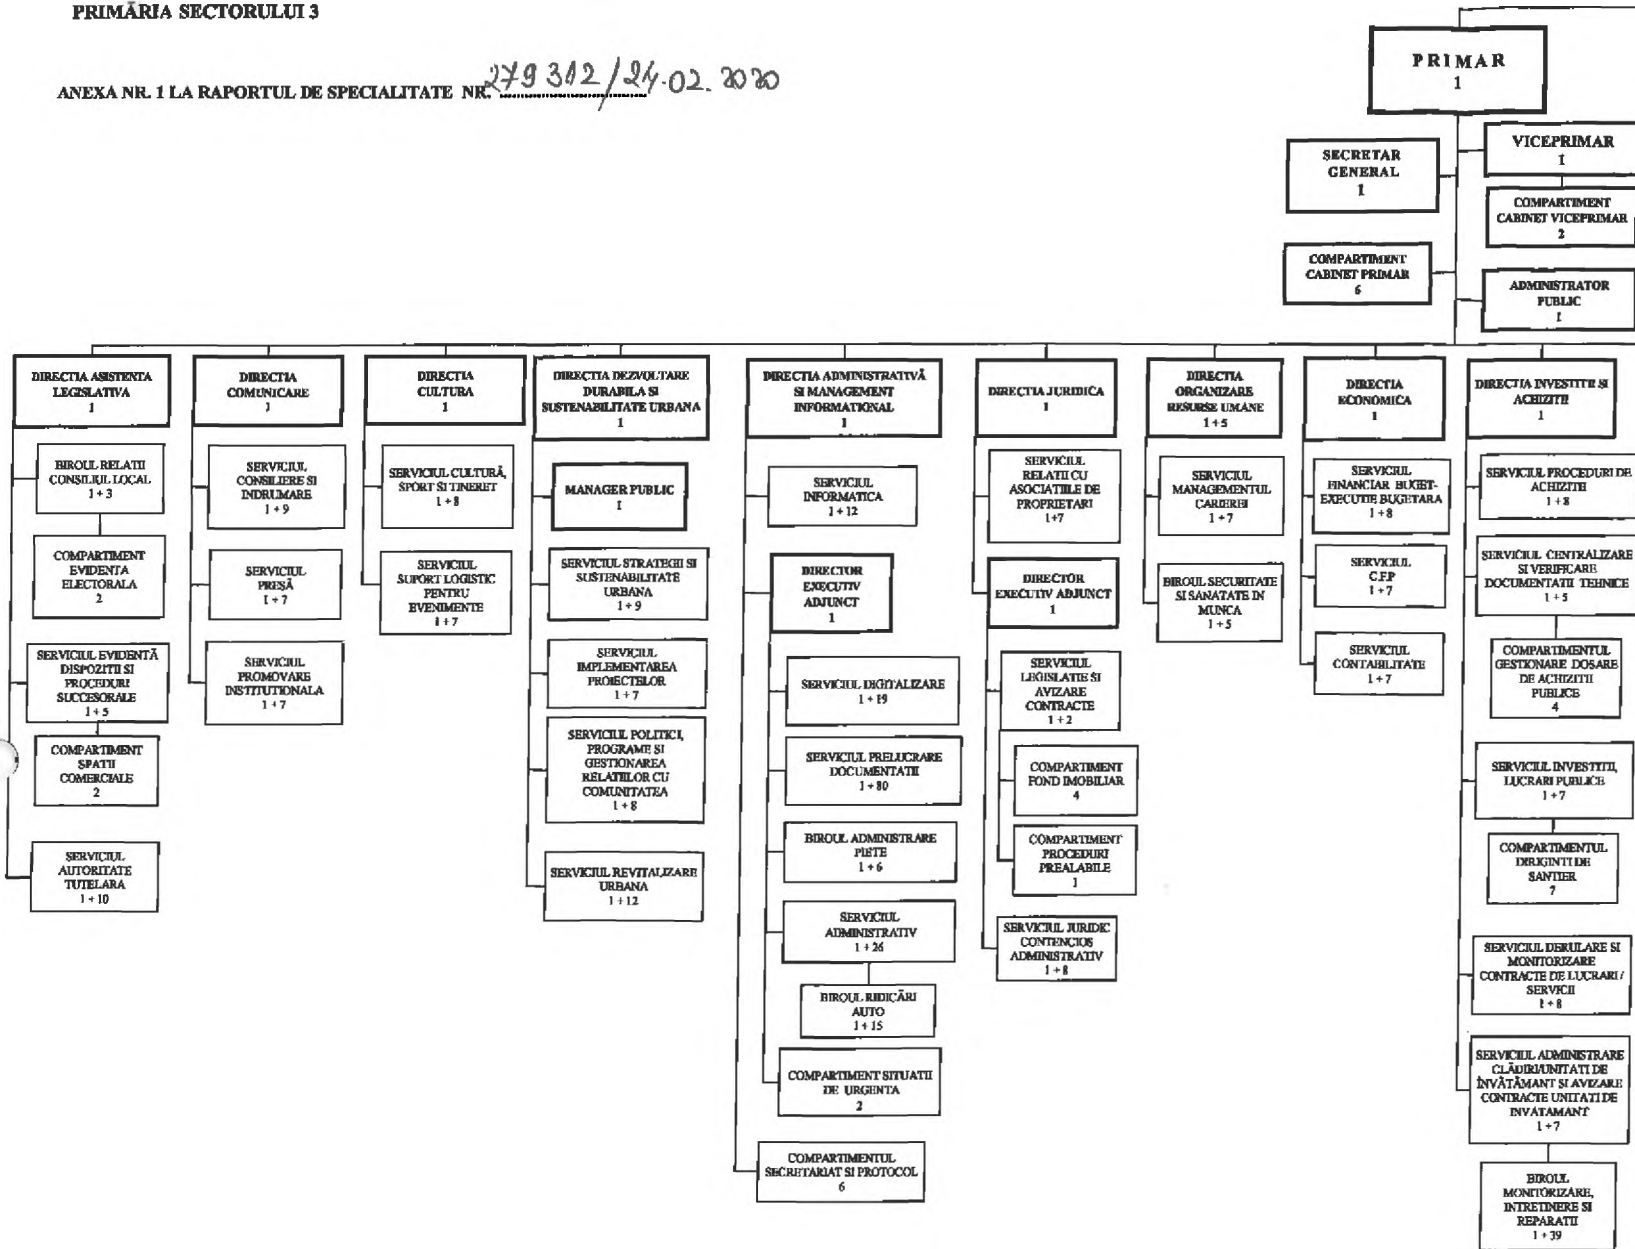 PRIMĂRIA SECTORULUI 3
ANEXA NR. 1 LA RAPORTUL DE SPECIALITATE NR. 279312/24.02.2020
PRIMAR
1
SECRETAR
GENERAL
1
VICEPRIMAR
1
COMPARTIMENT
CABINET VICEPRIMAR
2
COMPARTIMENT
CABINET PRIMAR
6
ADMINISTRATOR
PUBLIC
1
DIRECTIA ASISTENTA
LEGISLATIVA
1
BIROUL RELATII
CONSILIUL LOCAL
1 + 3
COMPARTIMENT
EVIDENTA
ELECTORALA
2
SERVICIUL EVIDENTĂ
DISPOZITII SI
PROCEDURI
SUCCESORALE
1 + 5
COMPARTIMENT
SPATII
COMERCIALE
2
SERVICIUL
AUTORITATE
TUTELARA
1 + 10
DIRECTIA
COMUNICARE
1
SERVICIUL
CONSILIERE SI
INDRUMARE
1 + 9
SERVICIUL
PRESĂ
1 + 7
SERVICIUL
PROMOVARE
INSTITUTIONALA
1 + 7
DIRECTIA
CULTURA
1
SERVICIUL CULTURĂ,
SPORT SI TINERET
1 + 8
SERVICIUL
SUPORT LOGISTIC
PENTRU
EVENIMENTE
1 + 7
DIRECTIA DEZVOLTARE
DURABILA SI
SUSTENABILITATE URBANA
1
MANAGER PUBLIC
1
SERVICIUL STRATEGII SI
SUSTENABILITATE
URBANA
1 + 9
SERVICIUL
IMPLEMENTAREA
PROIECTELOR
1 + 7
SERVICIUL POLITICI,
PROGRAME SI
GESTIONAREA
RELATIILOR CU
COMUNITATEA
1 + 8
SERVICIUL REVITALIZARE
URBANA
1 + 12
DIRECTIA ADMINISTRATIVĂ
SI MANAGEMENT
INFORMATIONAL
1
SERVICIUL
INFORMATICA
1 + 12
DIRECTOR
EXECUTIV
ADJUNCT
1
SERVICIUL DIGITALIZARE
1 + 19
SERVICIUL PRELUCRARE
DOCUMENTATII
1 + 80
BIROUL ADMINISTRARE
PIETE
1 + 6
SERVICIUL
ADMINISTRATIV
1 + 26
BIROUL RIDICĂRI
AUTO
1 + 15
COMPARTIMENT SITUATII
DE URGENTA
2
COMPARTIMENTUL
SECRETARIAT SI PROTOCOL
6
DIRECTIA JURIDICA
1
SERVICIUL
RELATII CU
ASOCIATIILE DE
PROPRIETARI
1+7
DIRECTOR
EXECUTIV ADJUNCT
1
SERVICIUL
LEGISLATIE SI
AVIZARE
CONTRACTE
1 + 2
COMPARTIMENT
FOND IMOBILIAR
4
COMPARTIMENT
PROCEDURI
PREALABILE
1
SERVICIUL JURIDIC
CONTENCIOS
ADMINISTRATIV
1 + 8
DIRECTIA
ORGANIZARE
RESURSE UMANE
1 + 5
SERVICIUL
MANAGEMENTUL
CARIEREI
1 + 7
BIROUL SECURITATE
SI SANATATE IN
MUNCA
1 + 5
DIRECTIA
ECONOMICA
1
SERVICIUL
FINANCIAR BUGET-
EXECUTIE BUGETARA
1 + 8
SERVICIUL
C.F.P
1 + 7
SERVICIUL
CONTABILITATE
1 + 7
DIRECTIA INVESTITII SI
ACHIZITII
1
SERVICIUL PROCEDURI DE
ACHIZITII
1 + 8
SERVICIUL CENTRALIZARE
SI VERIFICARE
DOCUMENTATII TEHNICE
1 + 5
COMPARTIMENTUL
GESTIONARE DOSARE
DE ACHIZITII
PUBLICE
4
SERVICIUL INVESTITII,
LUCRARI PUBLICE
1 + 7
COMPARTIMENTUL
DIRIGINTI DE
SANTIER
7
SERVICIUL DERULARE SI
MONITORIZARE
CONTRACTE DE LUCRARI /
SERVICII
1 + 8
SERVICIUL ADMINISTRARE
CLĂDIRI/UNITATI DE
ÎNVĂTĂMANT SI AVIZARE
CONTRACTE UNITATI DE
INVATAMANT
1 + 7
BIROUL
MONITORIZARE,
INTRETINERE SI
REPARATII
1 + 39